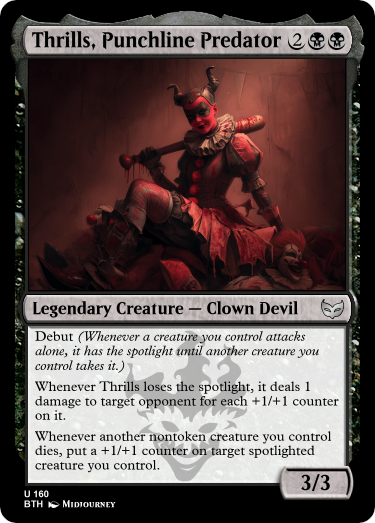 Thrills, Punchline Predator 2
Legendary Creature — Clown Devil
Debut (Whenever a creature you control attacks
alone, it has the spotlight until another creature you
control takes it.)
Whenever Thrills loses the spotlight, it deals 1
damage to target opponent for each +1/+1 counter
on it.
Whenever another nontoken creature you control
dies, put a +1/+1 counter on target spotlighted
creature you control.
3/3
U 160
BTH Midjourney